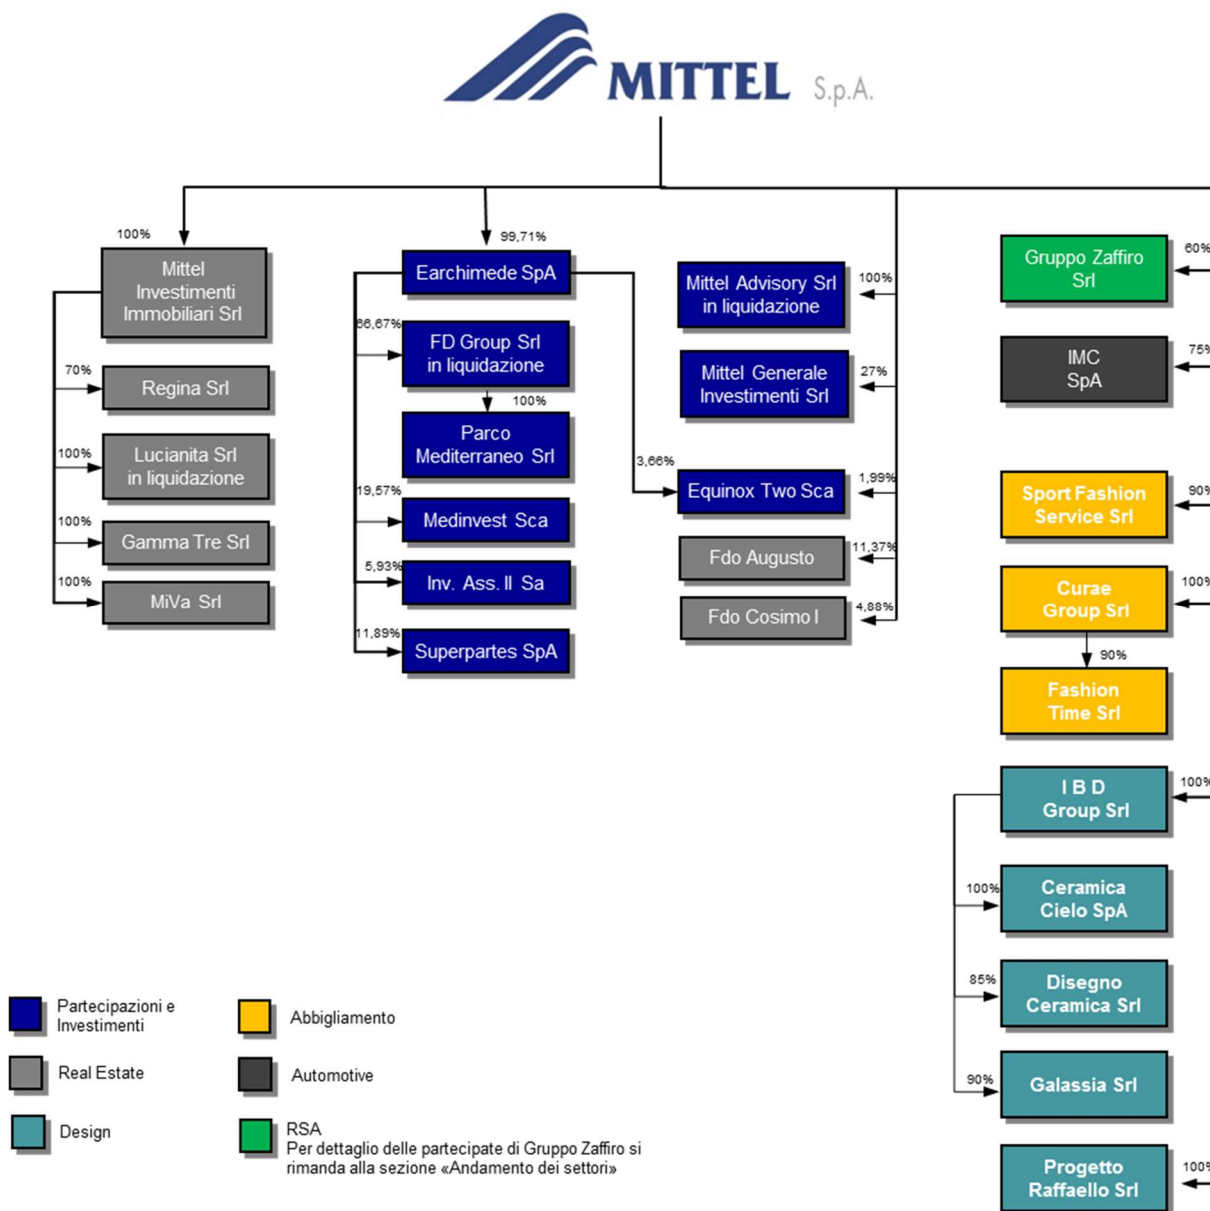 MITTEL S.p.A.
100%
Mittel
Investimenti
Immobiliari Srl
70%
Regina Srl
100%
Lucianita Srl
in liquidazione
100%
Gamma Tre Srl
100%
MiVa Srl
99,71%
Earchimede SpA
66,67%
FD Group Srl
in liquidazione
100%
Parco
Mediterraneo Srl
19,57%
Medinvest Sca
5,93%
Inv. Ass. II Sa
11,89%
Superpartes SpA
Mittel Advisory Srl
in liquidazione
100%
Mittel Generale
Investimenti Srl
27%
3,66%
Equinox Two Sca
1,99%
Fdo Augusto
11,37%
Fdo Cosimo I
4,88%
Gruppo Zaffiro
Srl
60%
IMC
SpA
75%
Sport Fashion
Service Srl
90%
Curae
Group Srl
100%
90%
Fashion
Time Srl
I B D
Group Srl
100%
100%
Ceramica
Cielo SpA
85%
Disegno
Ceramica Srl
90%
Galassia Srl
Progetto
Raffaello Srl
100%
Partecipazioni e
Investimenti
Real Estate
Design
Abbigliamento
Automotive
RSA
Per dettaglio delle partecipate di Gruppo Zaffiro si
rimanda alla sezione «Andamento dei settori»